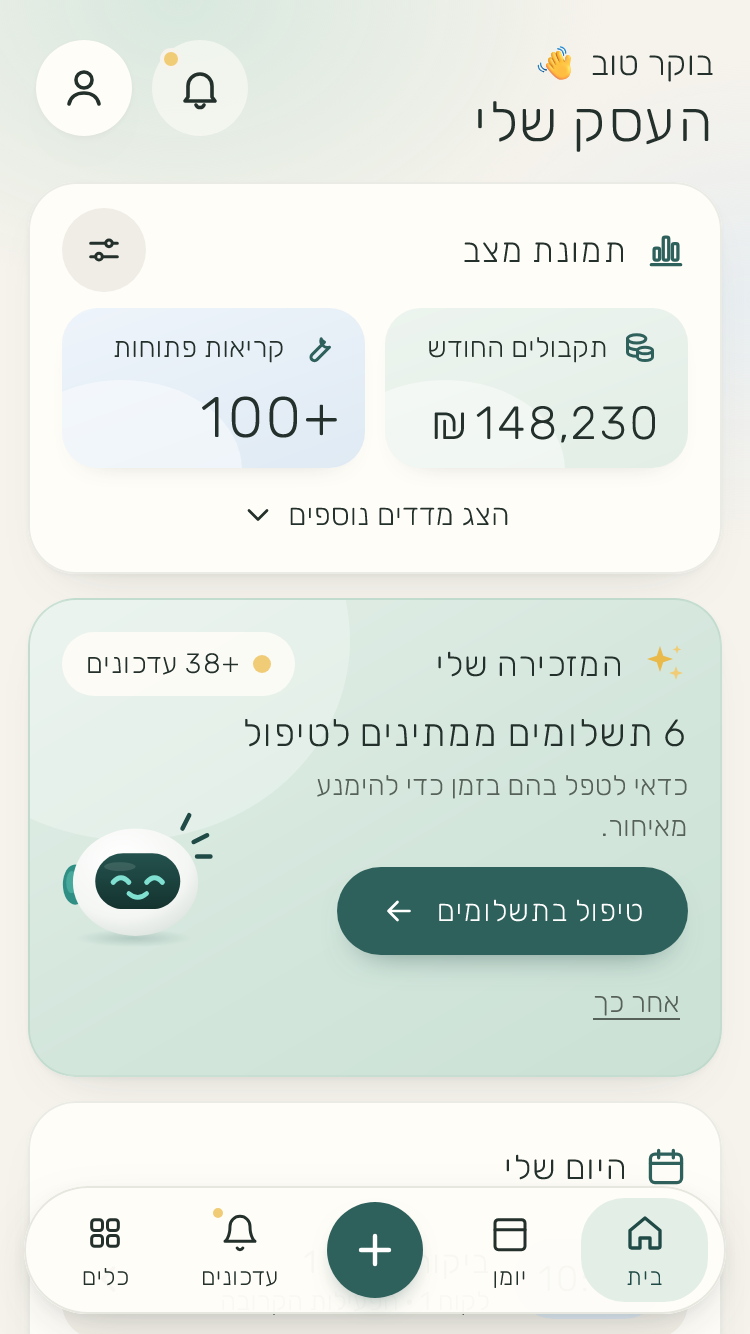 בוקר טוב 👋
העסק שלי
תמונת מצב
תקבולים החודש
148,230 ₪
קריאות פתוחות
100+
הצג מדדים נוספים
המזכירה שלי
38+ עדכונים
6 תשלומים ממתינים לטיפול
כדאי לטפל בהם בזמן כדי להימנע
מאיחור.
טיפול בתשלומים
אחר כך
היום שלי
בית
יומן
עדכונים
כלים